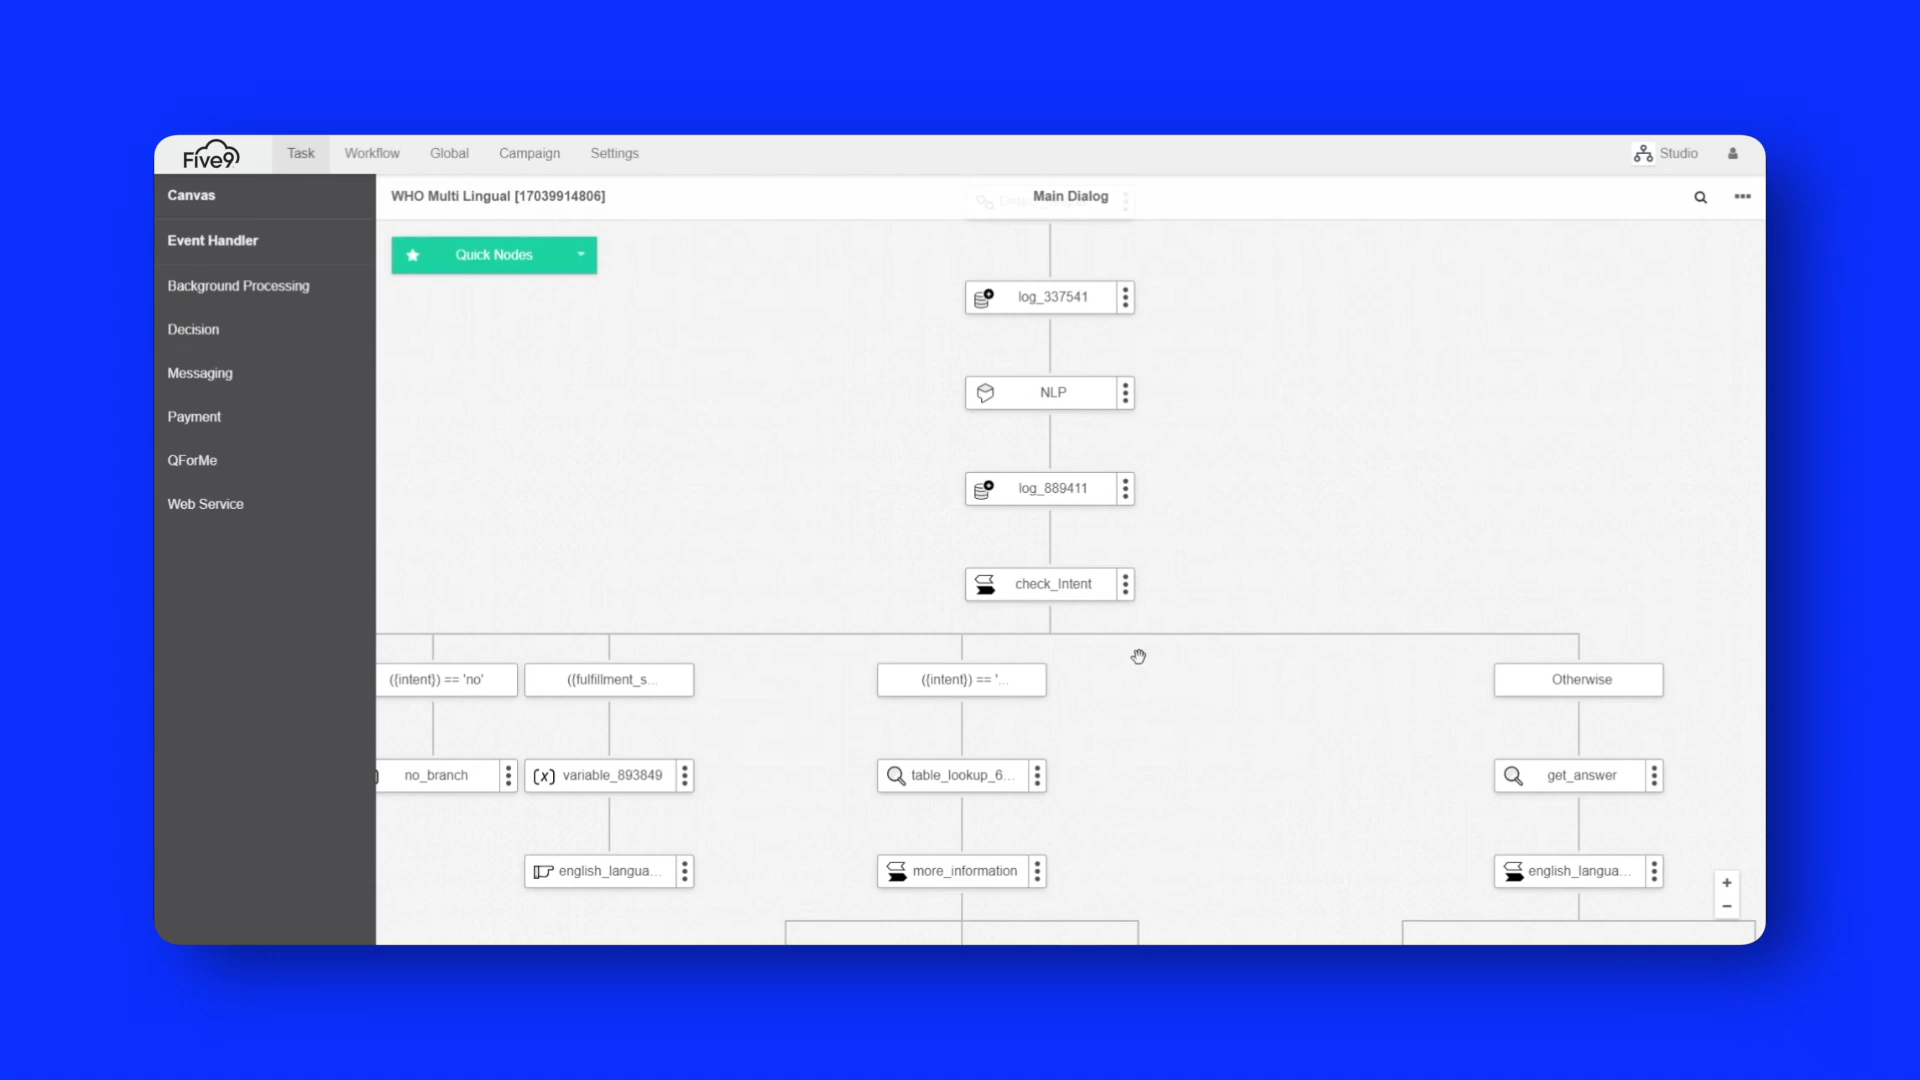 Five9
Task
Workflow
Global
Campaign
Settings
Studio
Canvas
Event Handler
Background Processing
Decision
Messaging
Payment
QForMe
Web Service
WHO Multi Lingual [17039914806]
Main Dialog
Quick Nodes
log_337541
NLP
log_889411
check_Intent
({intent}) == 'no'
({fulfillment_s...
({intent}) == '...
Otherwise
no_branch
(x) variable_893849
table_lookup_6...
get_answer
english_langua...
more_information
english_langua...
+
−